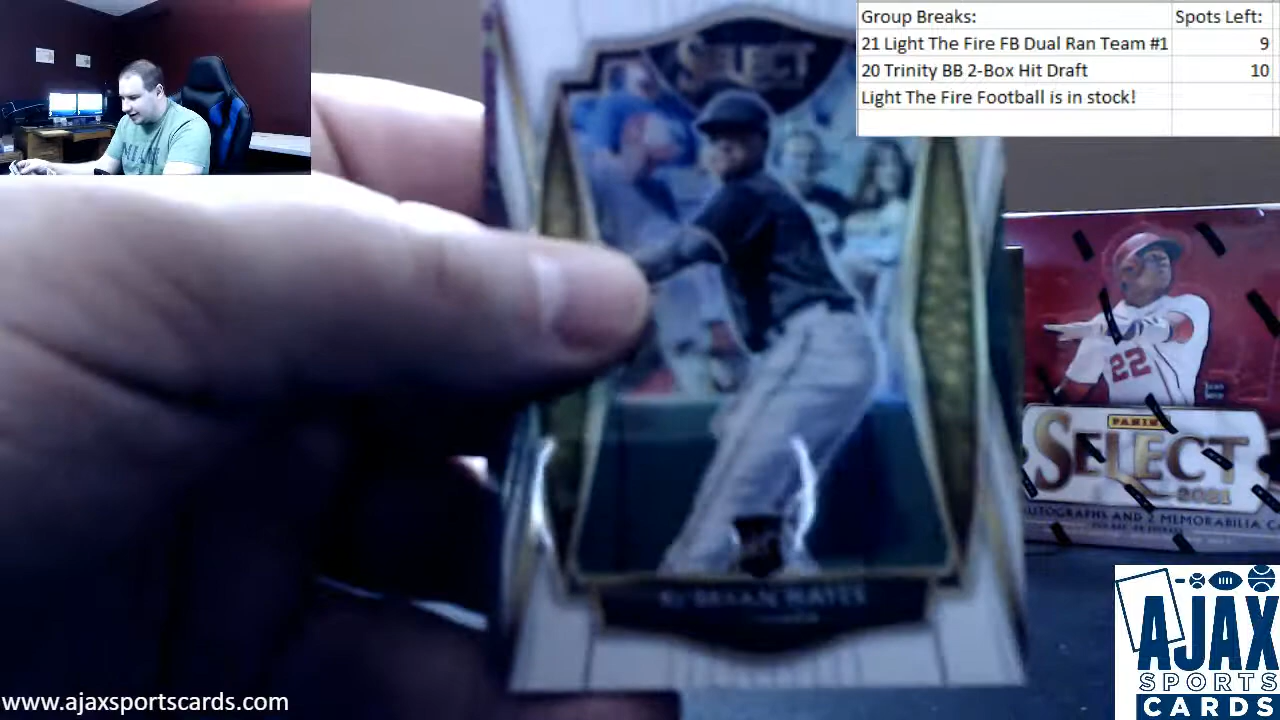 Group Breaks: Spots Left:
21 Light The Fire FB Dual Ran Team #1 9
20 Trinity BB 2-Box Hit Draft 10
Light The Fire Football is in stock!
SELECT
22
PANINI
SELECT
2021
AUTOGRAPHS AND 2 MEMORABILIA
KE'BRYAN HAYES
AJAX
SPORTS
CARDS
www.ajaxsportscards.com